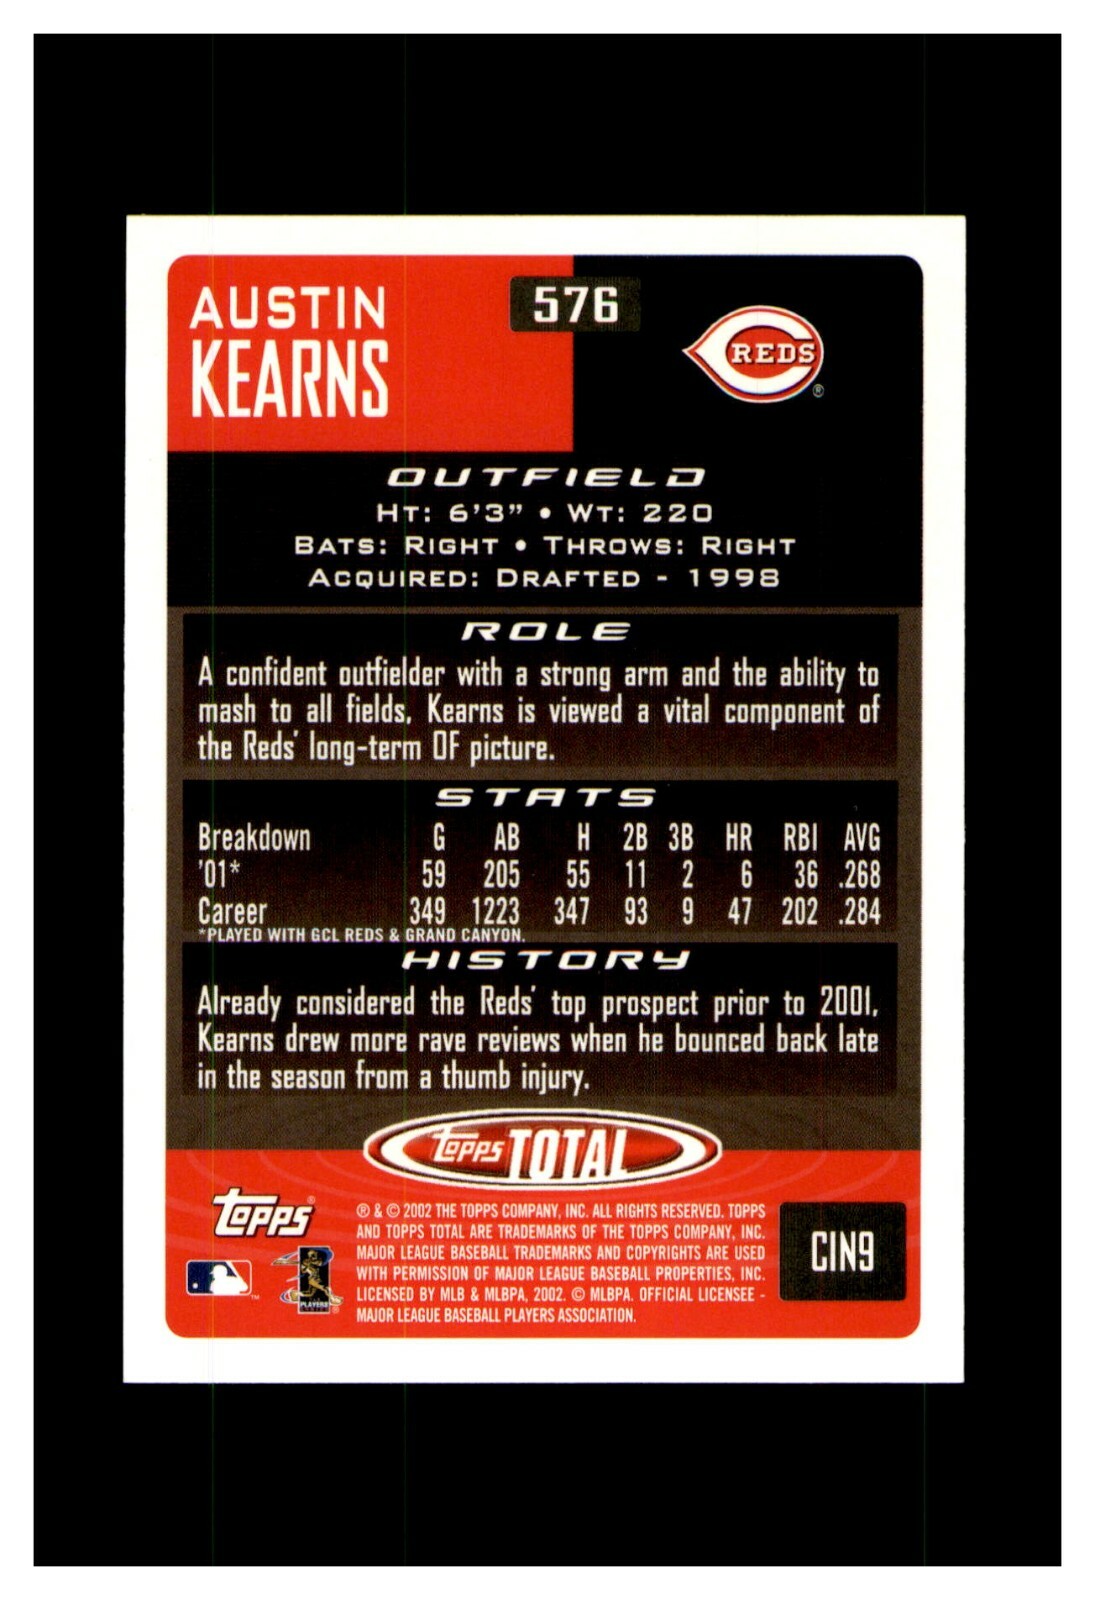 AUSTIN
KEARNS
576
REDS
®
OUTFIELD
HT: 6'3" • WT: 220
BATS: RIGHT • THROWS: RIGHT
ACQUIRED: DRAFTED - 1998
ROLE
A confident outfielder with a strong arm and the ability to
mash to all fields, Kearns is viewed a vital component of
the Reds' long-term OF picture.
STATS
Breakdown G AB H 2B 3B HR RBI AVG
'01* 59 205 55 11 2 6 36 .268
Career 349 1223 347 93 9 47 202 .284
*PLAYED WITH GCL REDS & GRAND CANYON.
HISTORY
Already considered the Reds' top prospect prior to 2001,
Kearns drew more rave reviews when he bounced back late
in the season from a thumb injury.
topps TOTAL
topps®
® & © 2002 THE TOPPS COMPANY, INC. ALL RIGHTS RESERVED. TOPPS
AND TOPPS TOTAL ARE TRADEMARKS OF THE TOPPS COMPANY, INC.
MAJOR LEAGUE BASEBALL TRADEMARKS AND COPYRIGHTS ARE USED
WITH PERMISSION OF MAJOR LEAGUE BASEBALL PROPERTIES, INC.
LICENSED BY MLB & MLBPA, 2002. © MLBPA. OFFICIAL LICENSEE -
MAJOR LEAGUE BASEBALL PLAYERS ASSOCIATION.
TM
PLAYERS
CIN9